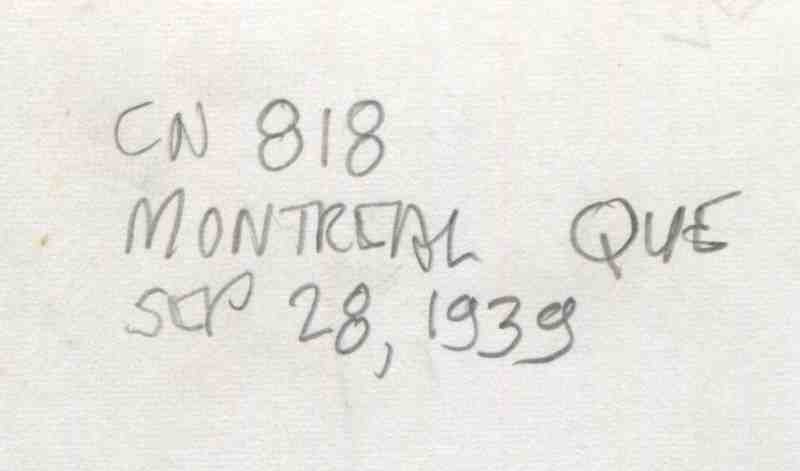 CN 818
MONTREAL QUE
SEP 28, 1939